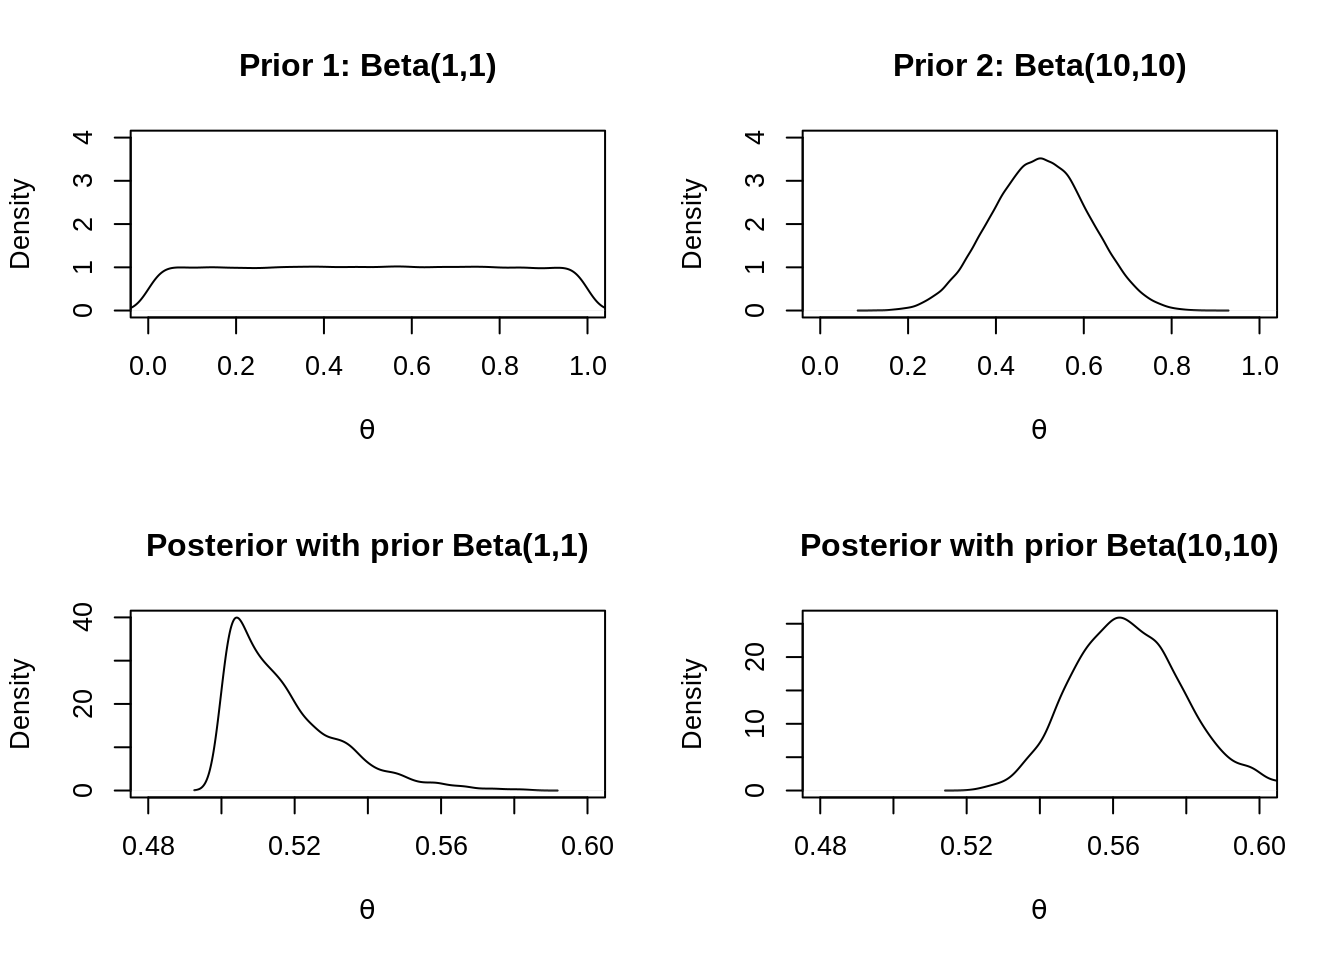 Prior 1: Beta(1,1)
Density
0 1 2 3 4
0.0 0.2 0.4 0.6 0.8 1.0
θ
Prior 2: Beta(10,10)
Density
0 1 2 3 4
0.0 0.2 0.4 0.6 0.8 1.0
θ
Posterior with prior Beta(1,1)
Density
0 20 40
0.48 0.52 0.56 0.60
θ
Posterior with prior Beta(10,10)
Density
0 10 20
0.48 0.52 0.56 0.60
θ